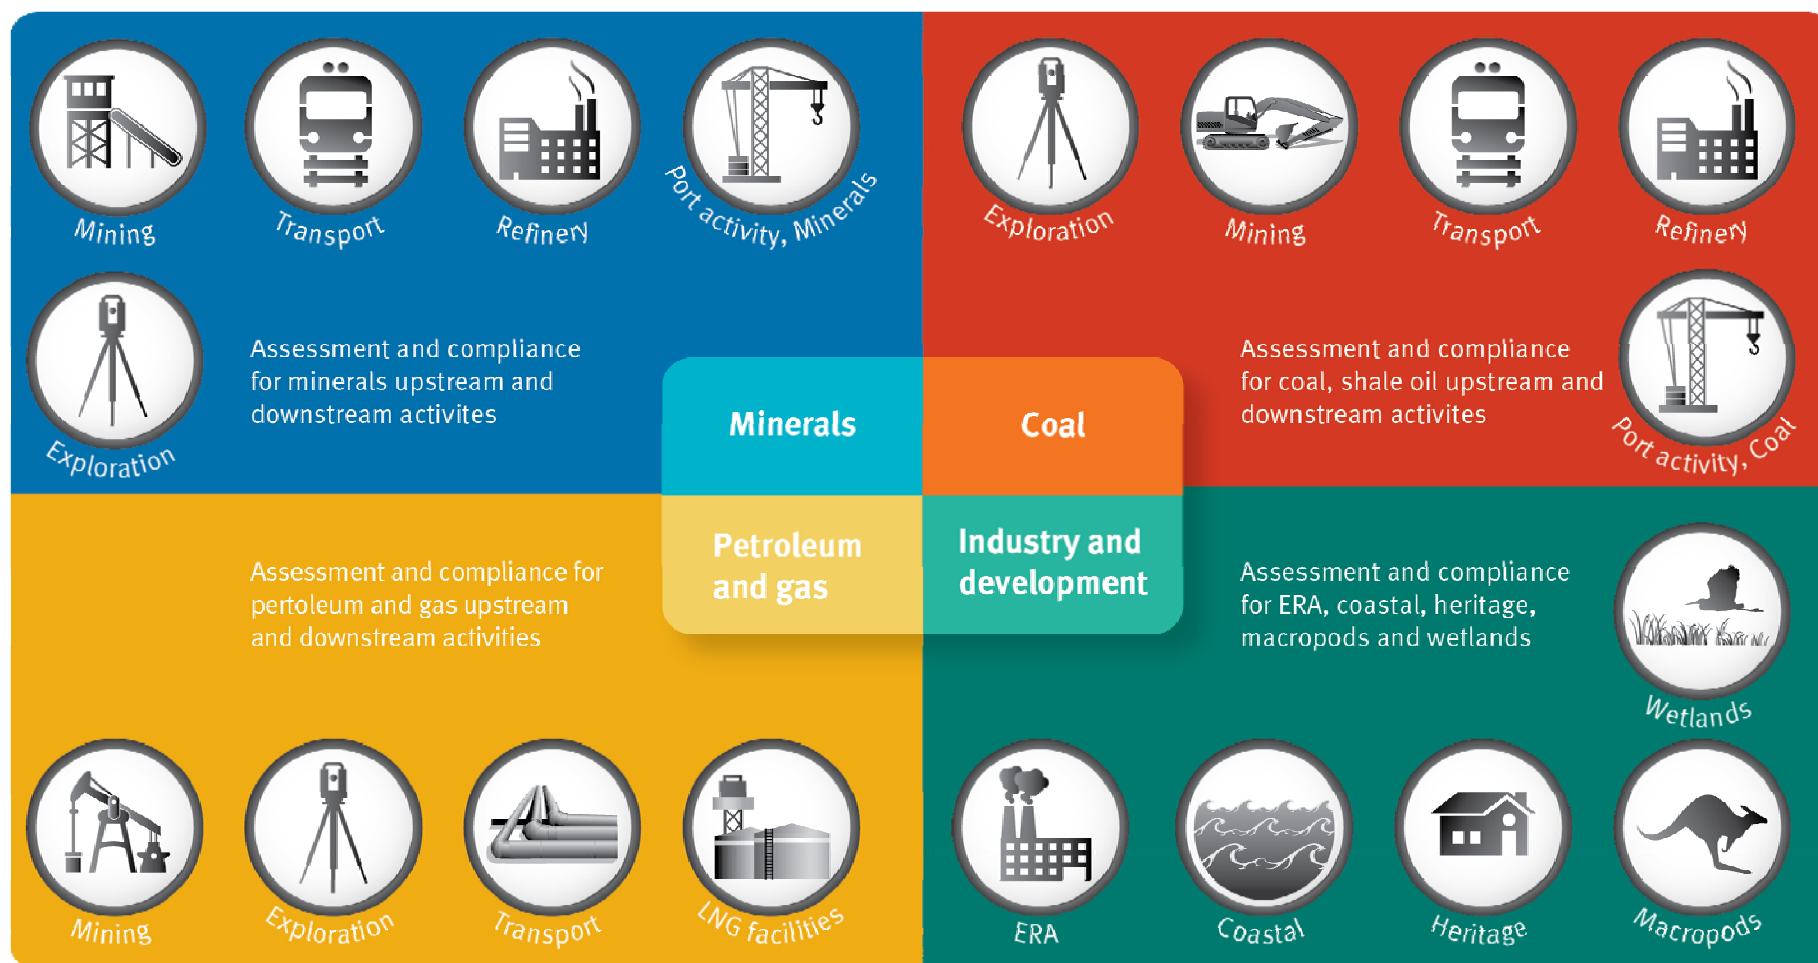 Mining
Transport
Refinery
Port activity, Minerals
Exploration
Assessment and compliance
for minerals upstream and
downstream activites
Minerals
Exploration
Mining
Transport
Refinery
Port activity, Coal
Assessment and compliance
for coal, shale oil upstream and
downstream activites
Coal
Petroleum
and gas
Assessment and compliance for
pertoleum and gas upstream
and downstream activities
Mining
Exploration
Transport
LNG facilities
Industry and
development
Assessment and compliance
for ERA, coastal, heritage,
macropods and wetlands
Wetlands
ERA
Coastal
Heritage
Macropods